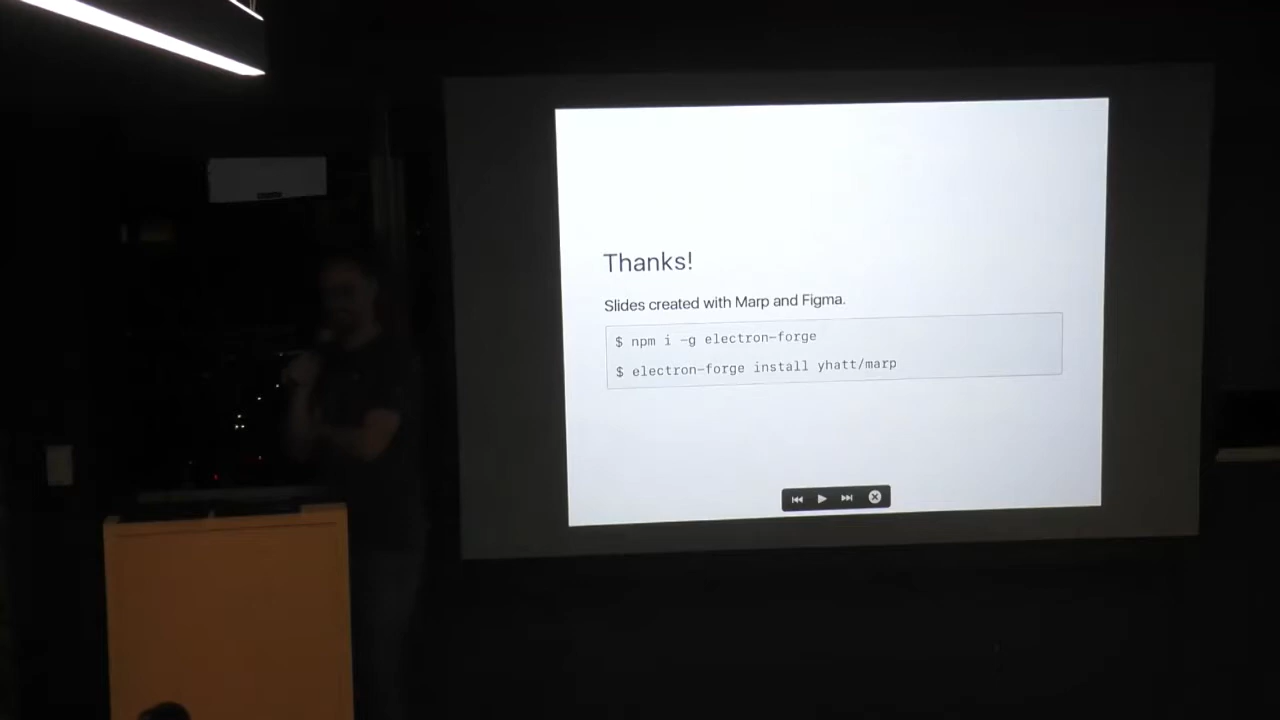 Thanks!
Slides created with Marp and Figma.
$ npm i -g electron-forge
$ electron-forge install yhatt/marp